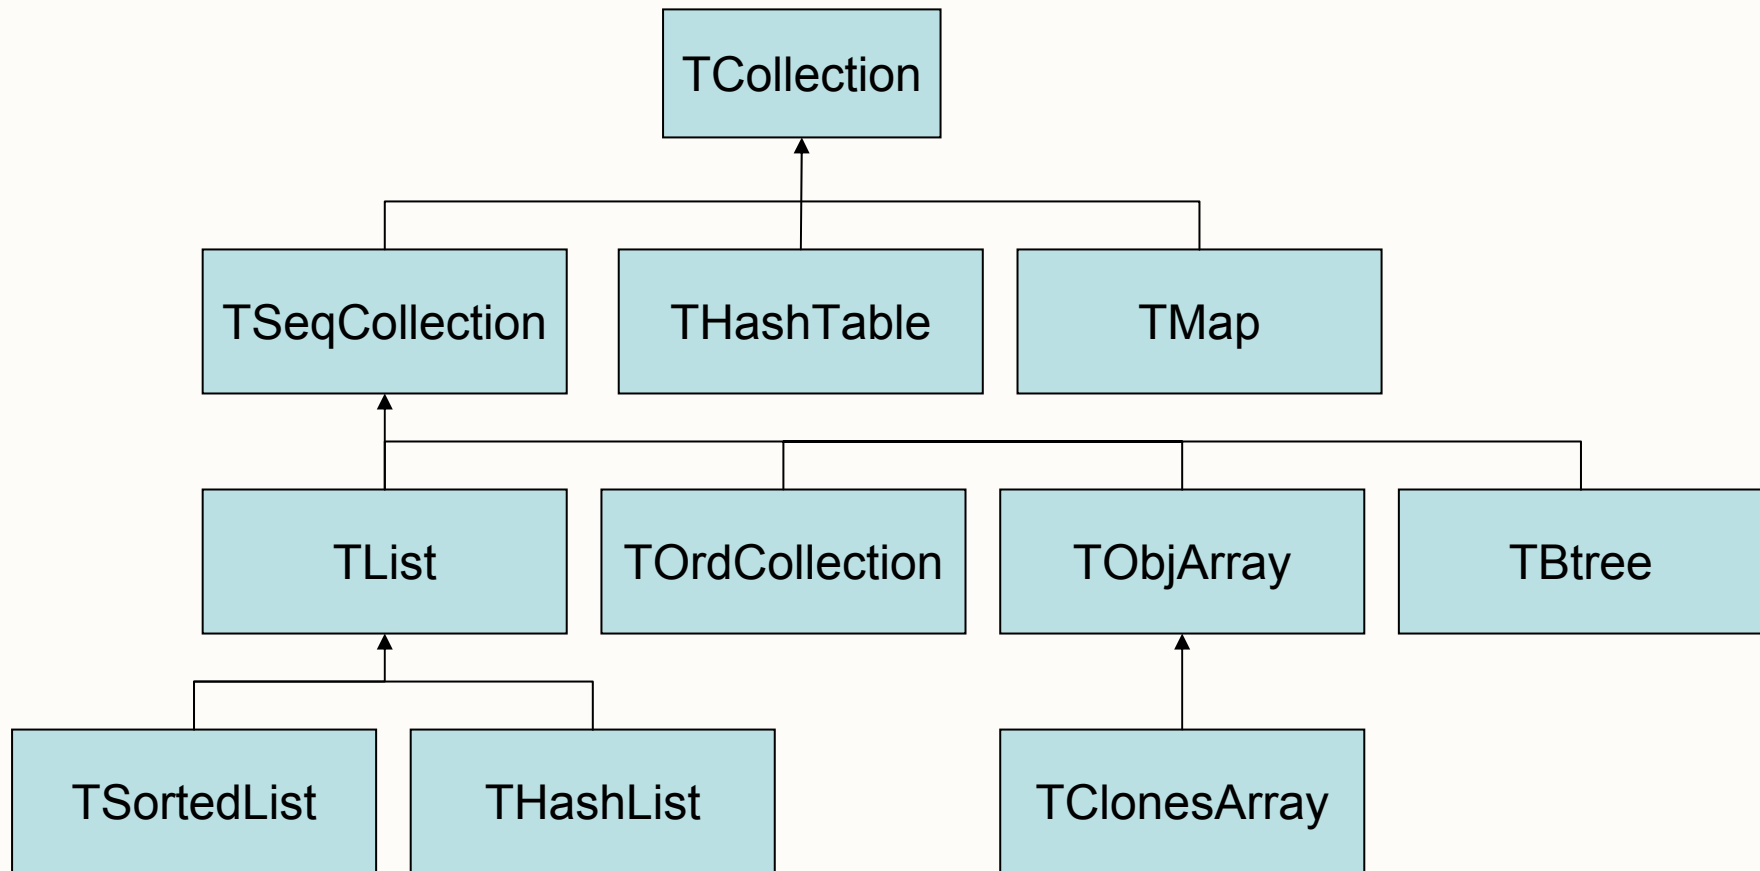 TCollection
TSeqCollection
THashTable
TMap
TList
TOrdCollection
TObjArray
TBtree
TSortedList
THashList
TClonesArray